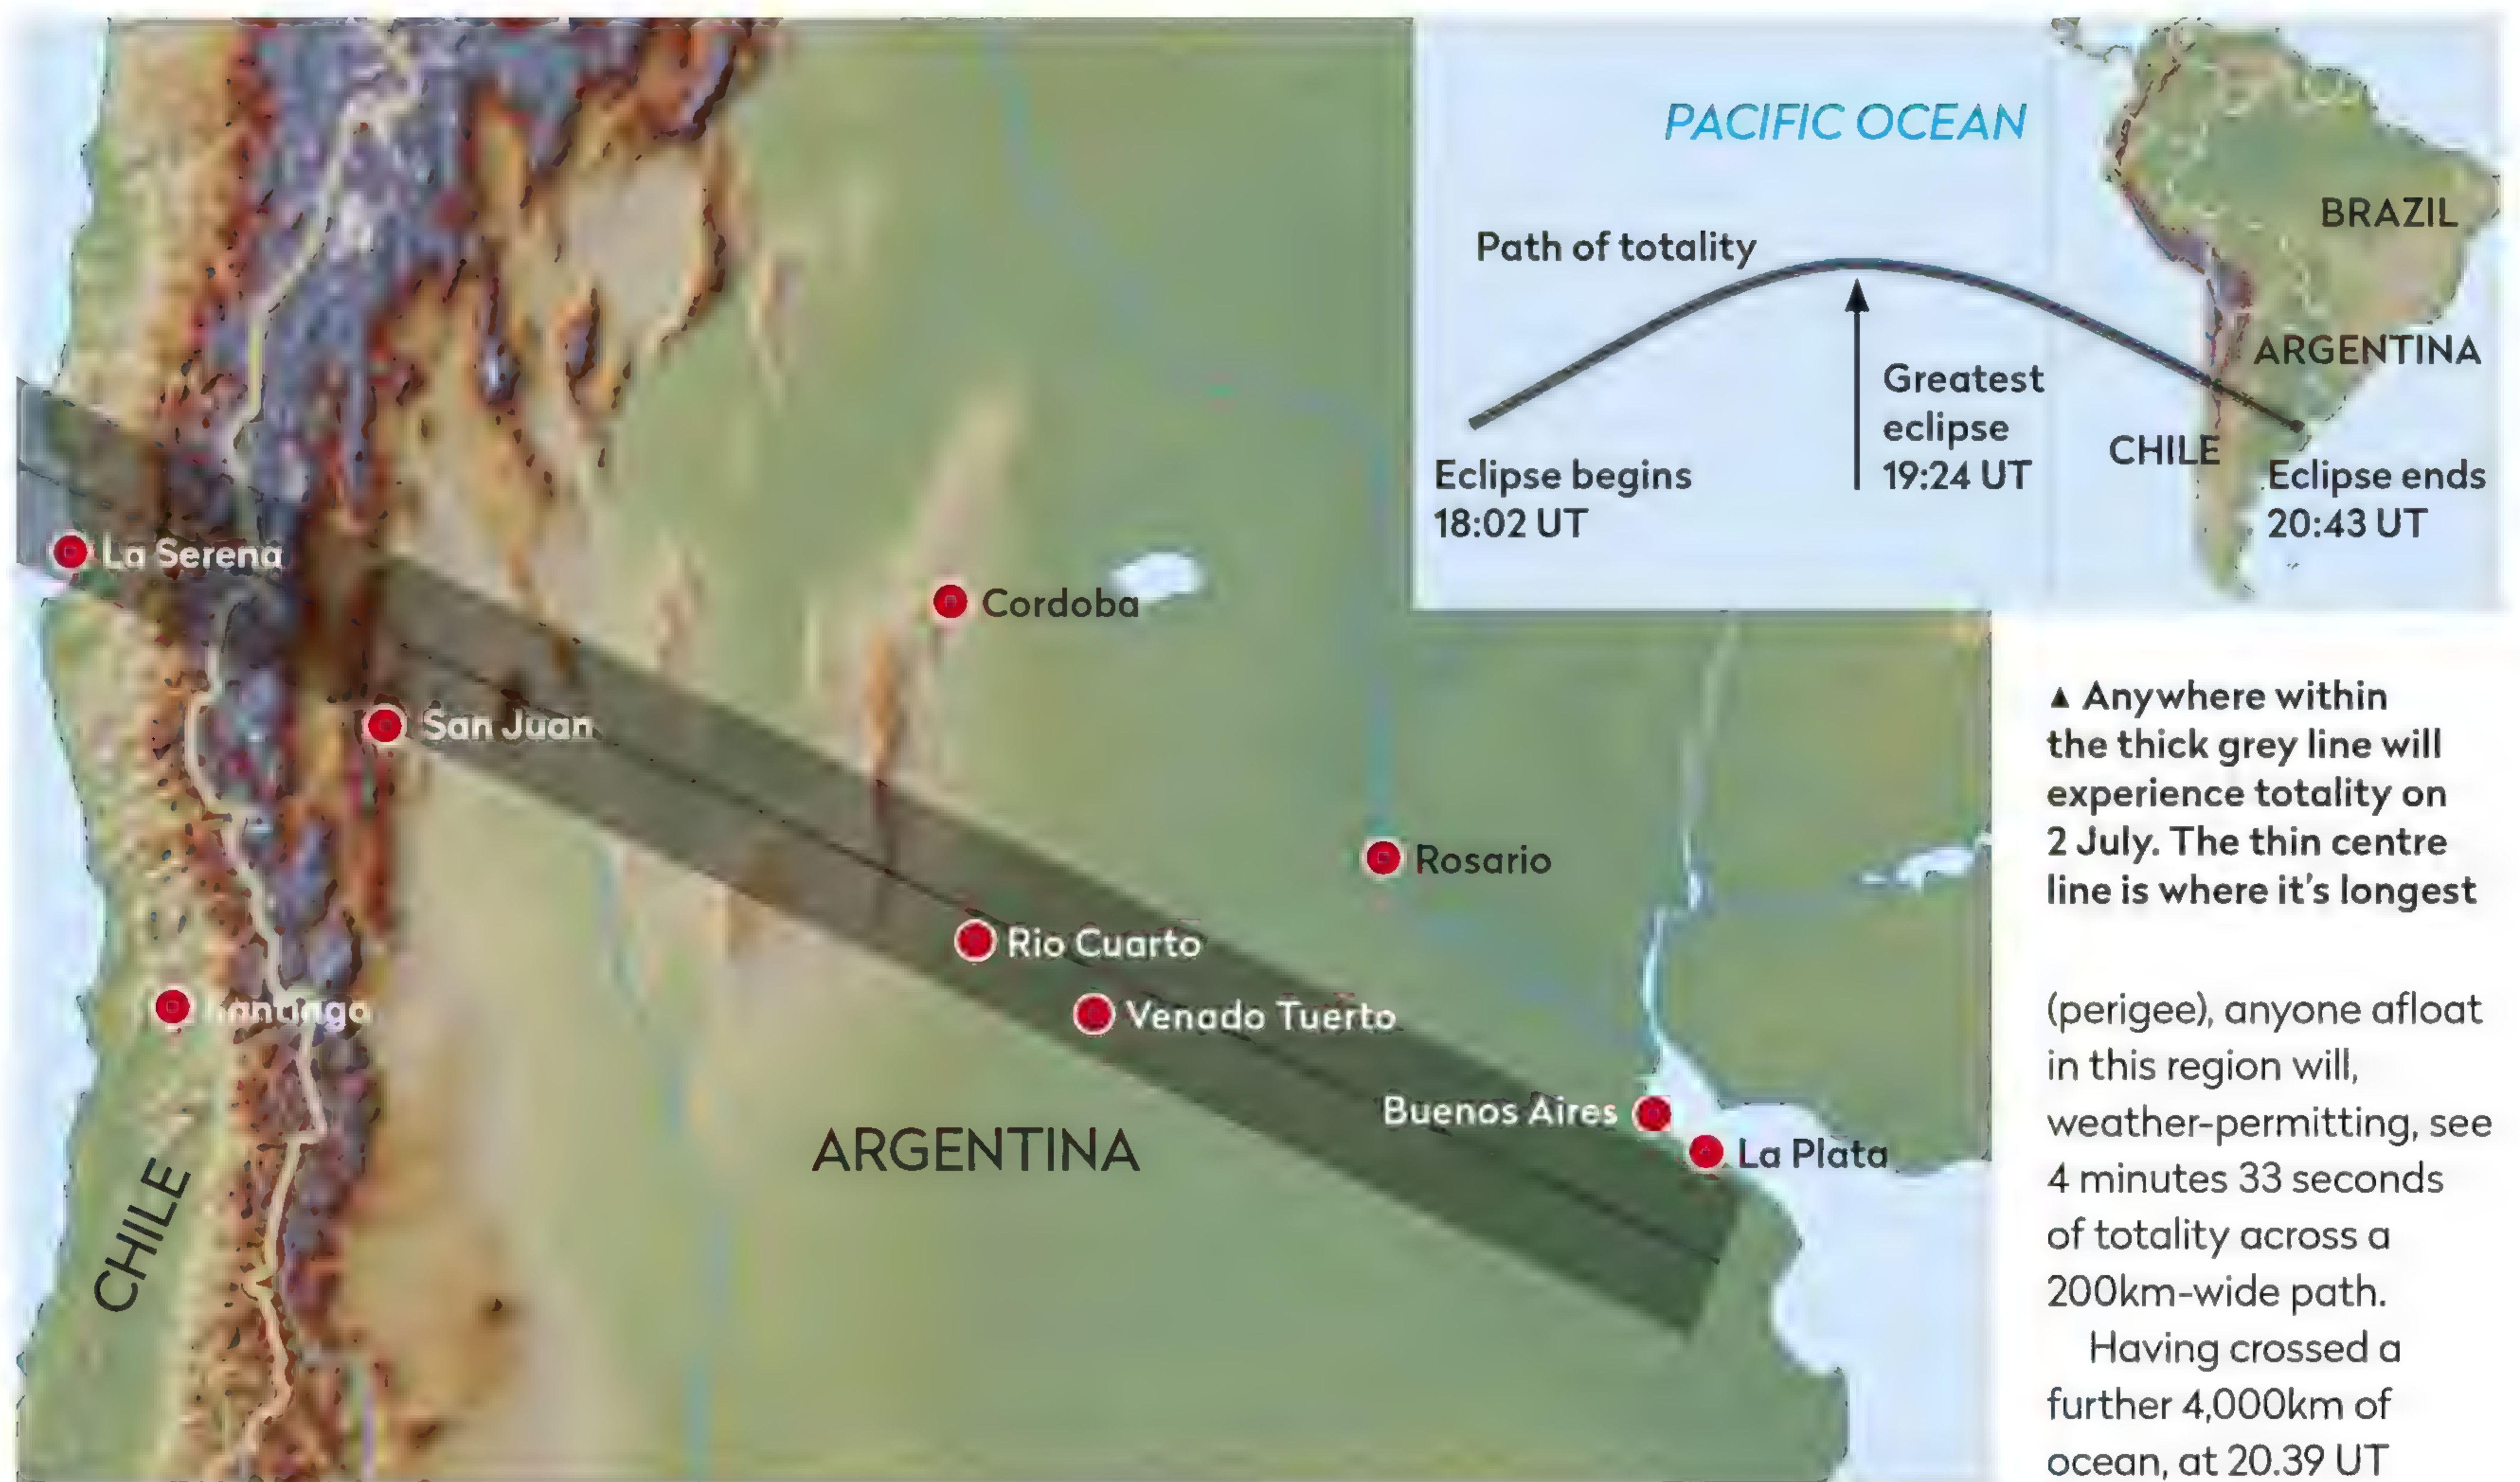 PACIFIC OCEAN
BRAZIL
Path of totality
ARGENTINA
Greatest
eclipse
19:24 UT
CHILE
Eclipse begins
18:02 UT
Eclipse ends
20:43 UT
La Serena
Cordoba
San Juan
Rosario
Rio Cuarto
Santiago
Venado Tuerto
Buenos Aires
La Plata
ARGENTINA
CHILE
▲ Anywhere within
the thick grey line will
experience totality on
2 July. The thin centre
line is where it's longest
(perigee), anyone afloat
in this region will,
weather-permitting, see
4 minutes 33 seconds
of totality across a
200km-wide path.
Having crossed a
further 4,000km of
ocean, at 20.39 UT